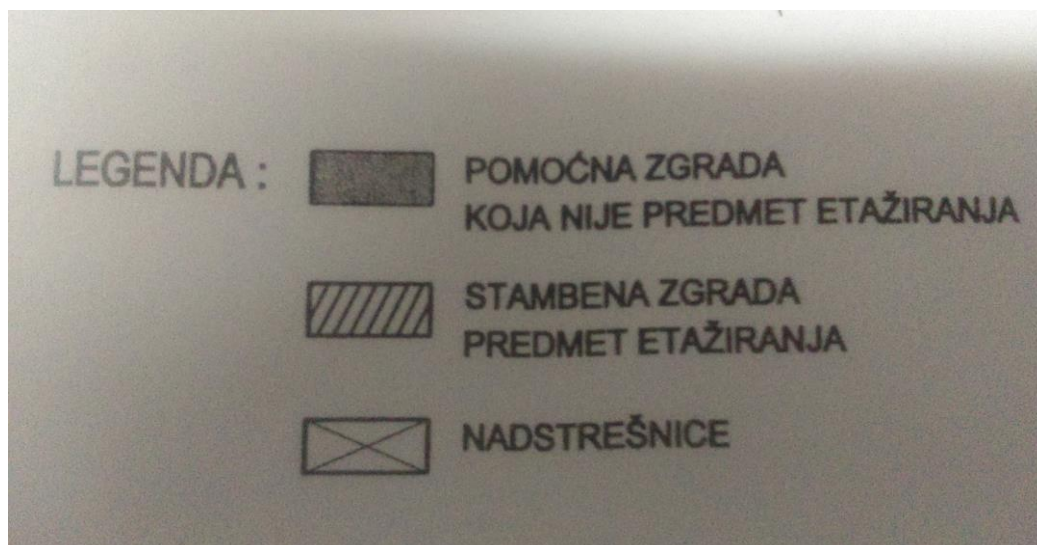 LEGENDA :
POMOĆNA ZGRADA
KOJA NIJE PREDMET ETAŽIRANJA
STAMBENA ZGRADA
PREDMET ETAŽIRANJA
NADSTREŠNICE